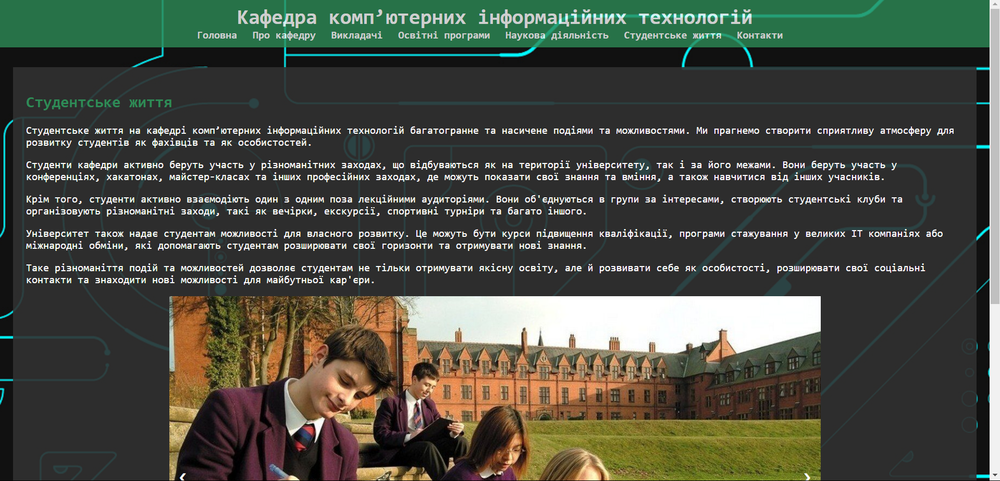 Кафедра комп’ютерних інформаційних технологій
Головна Про кафедру Викладачі Освітні програми Наукова діяльність Студентське життя Контакти
Студентське життя
Студентське життя на кафедрі комп’ютерних інформаційних технологій багатогранне та насичене подіями та можливостями. Ми прагнемо створити сприятливу атмосферу для
розвитку студентів як фахівців та як особистостей.
Студенти кафедри активно беруть участь у різноманітних заходах, що відбуваються як на території університету, так і за його межами. Вони беруть участь у
конференціях, хакатонах, майстер-класах та інших професійних заходах, де можуть показати свої знання та вміння, а також навчитися від інших учасників.
Крім того, студенти активно взаємодіють один з одним поза лекційними аудиторіями. Вони об'єднуються в групи за інтересами, створюють студентські клуби та
організовують різноманітні заходи, такі як вечірки, екскурсії, спортивні турніри та багато іншого.
Університет також надає студентам можливості для власного розвитку. Це можуть бути курси підвищення кваліфікації, програми стажування у великих ІТ компаніях або
міжнародні обміни, які допомагають студентам розширювати свої горизонти та отримувати нові знання.
Таке різноманіття подій та можливостей дозволяє студентам не тільки отримувати якісну освіту, але й розвивати себе як особистості, розширювати свої соціальні
контакти та знаходити нові можливості для майбутньої кар'єри.